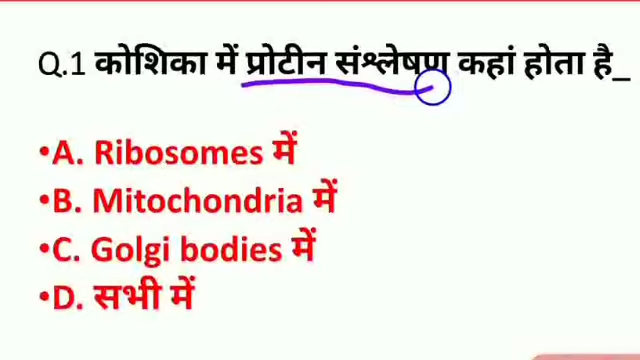 Q.1 कोशिका में प्रोटीन संश्लेषण कहां होता है_
•A. Ribosomes में
•B. Mitochondria में
•C. Golgi bodies में
•D. सभी में